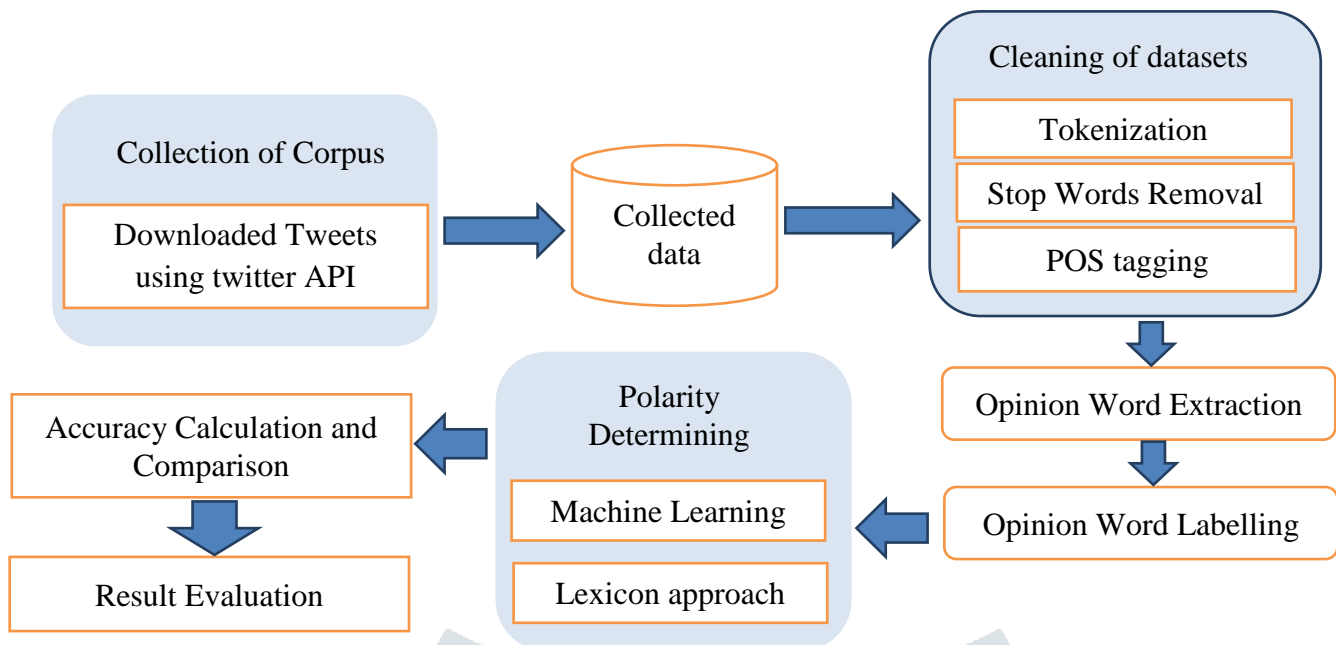 Collection of Corpus
Downloaded Tweets
using twitter API
Collected
data
Cleaning of datasets
Tokenization
Stop Words Removal
POS tagging
Opinion Word Extraction
Opinion Word Labelling
Polarity
Determining
Machine Learning
Lexicon approach
Accuracy Calculation and
Comparison
Result Evaluation